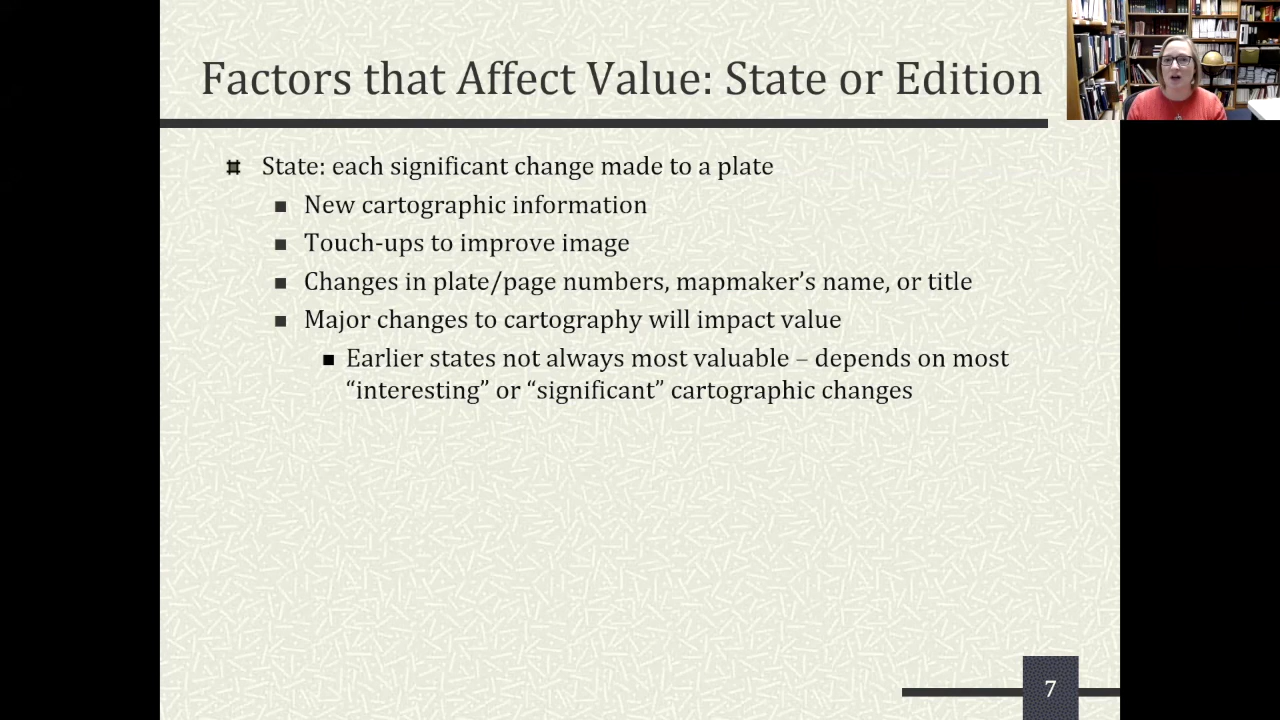 Factors that Affect Value: State or Edition
State: each significant change made to a plate
New cartographic information
Touch-ups to improve image
Changes in plate/page numbers, mapmaker’s name, or title
Major changes to cartography will impact value
Earlier states not always most valuable – depends on most
“interesting” or “significant” cartographic changes
7